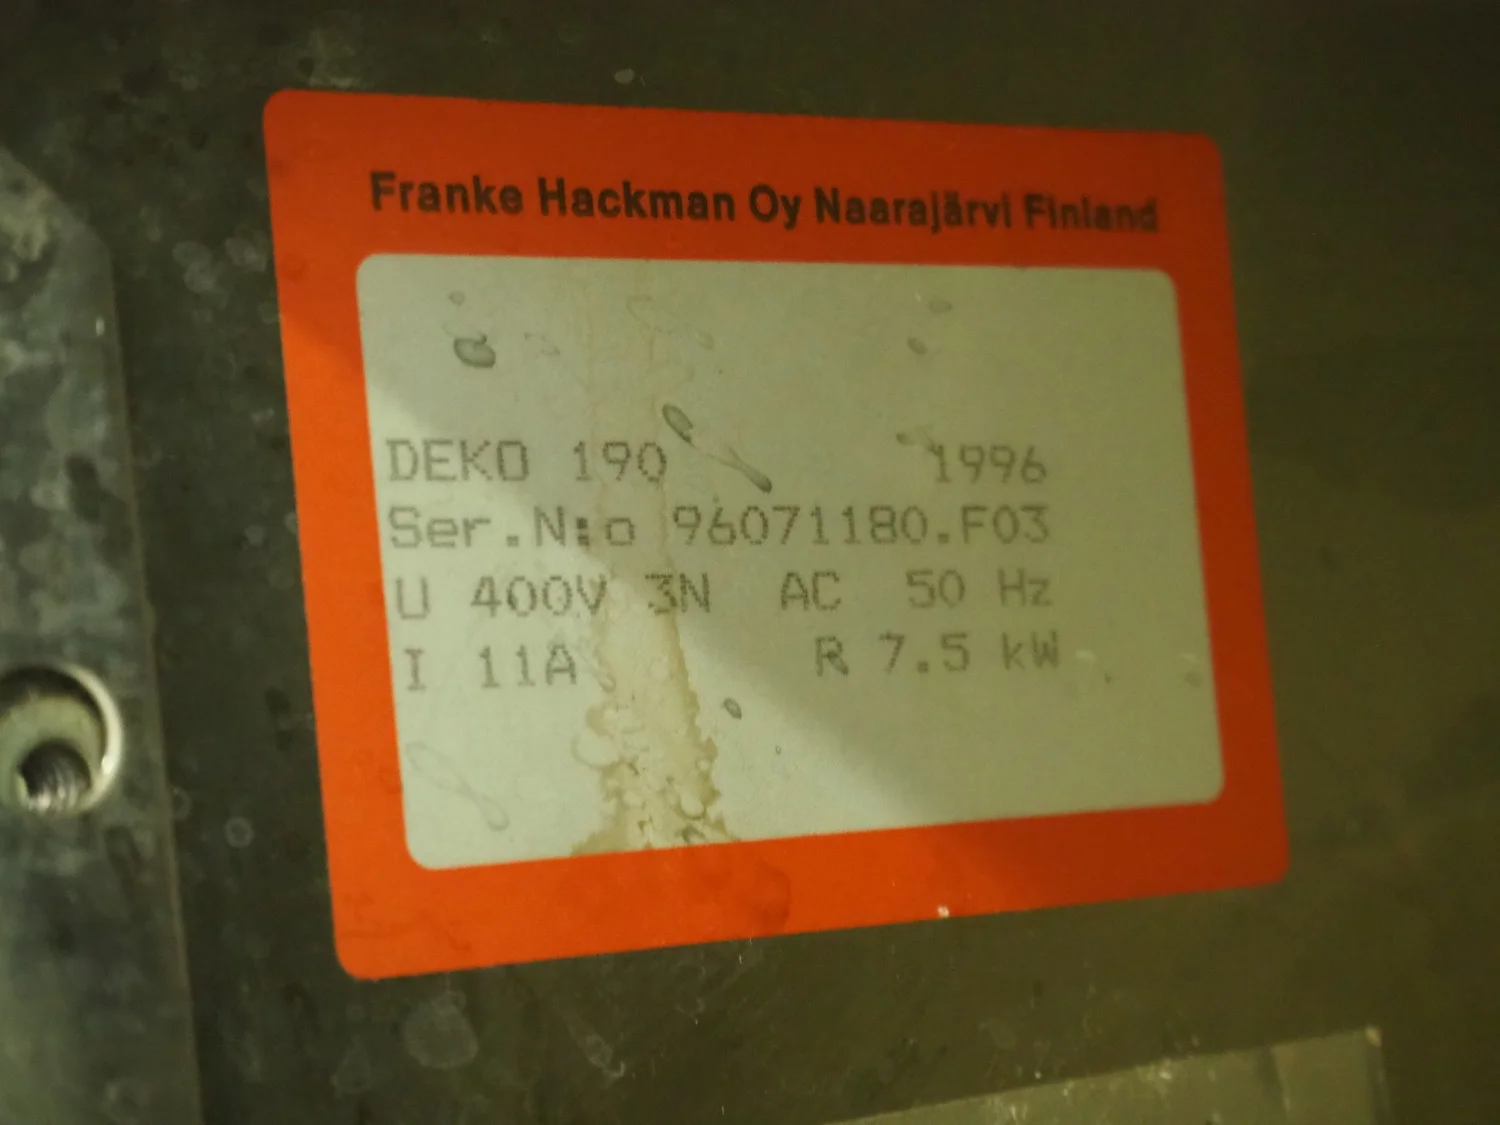 Franke Hackman Oy Naarajärvi Finland
DEKO 190 1996
Ser.N:o 96071180.F03
U 400V 3N AC 50 Hz
I 11A R 7.5 kW